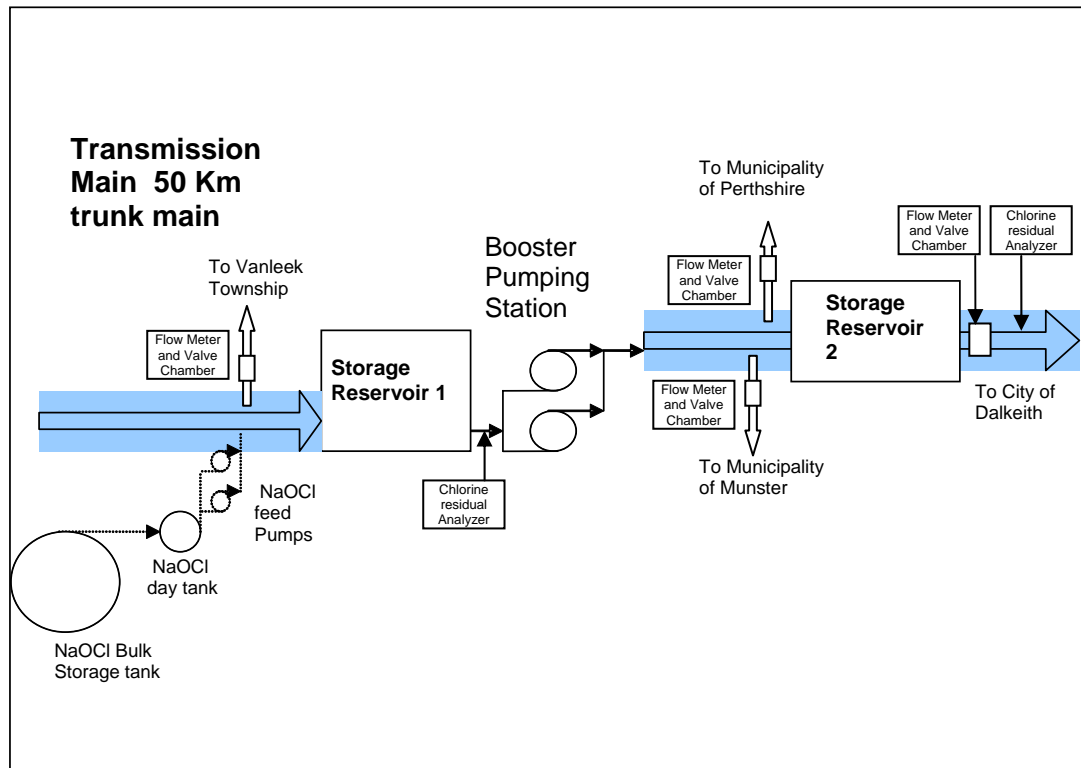 Transmission
Main 50 Km
trunk main
To Vanleek
Township
Flow Meter
and Valve
Chamber
Storage
Reservoir 1
NaOCl
feed
Pumps
NaOCl
day tank
NaOCl Bulk
Storage tank
Chlorine
residual
Analyzer
Booster
Pumping
Station
To Municipality
of Perthshire
Flow Meter
and Valve
Chamber
Flow Meter
and Valve
Chamber
To Municipality
of Munster
Storage
Reservoir
2
Flow Meter
and Valve
Chamber
Chlorine
residual
Analyzer
To City of
Dalkeith